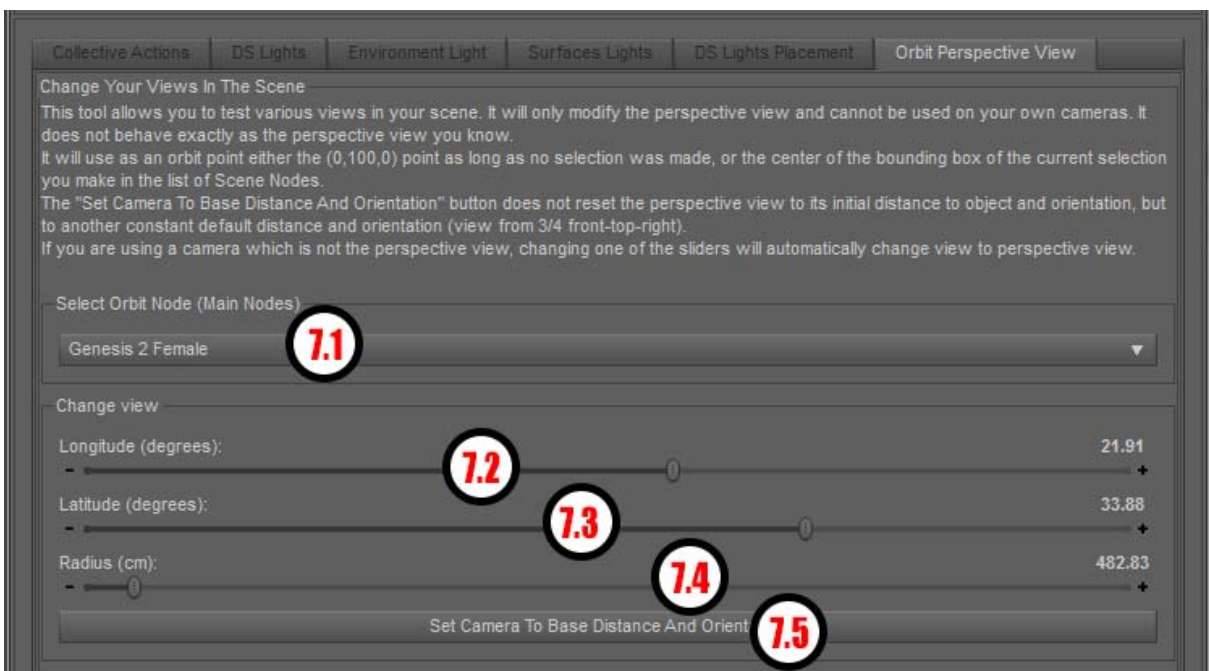 Collective Actions DS Lights Environment Light Surfaces Lights DS Lights Placement Orbit Perspective View
Change Your Views In The Scene
This tool allows you to test various views in your scene. It will only modify the perspective view and cannot be used on your own cameras. It
does not behave exactly as the perspective view you know.
It will use as an orbit point either the (0,100,0) point as long as no selection was made, or the center of the bounding box of the current selection
you make in the list of Scene Nodes.
The "Set Camera To Base Distance And Orientation" button does not reset the perspective view to its initial distance to object and orientation, but
to another constant default distance and orientation (view from 3/4 front-top-right).
If you are using a camera which is not the perspective view, changing one of the sliders will automatically change view to perspective view.
Select Orbit Node (Main Nodes)
7.1
Genesis 2 Female
Change view
Longitude (degrees): 21.91
7.2
- +
Latitude (degrees): 33.88
7.3
- +
Radius (cm): 482.83
7.4
- +
Set Camera To Base Distance And Orient
7.5